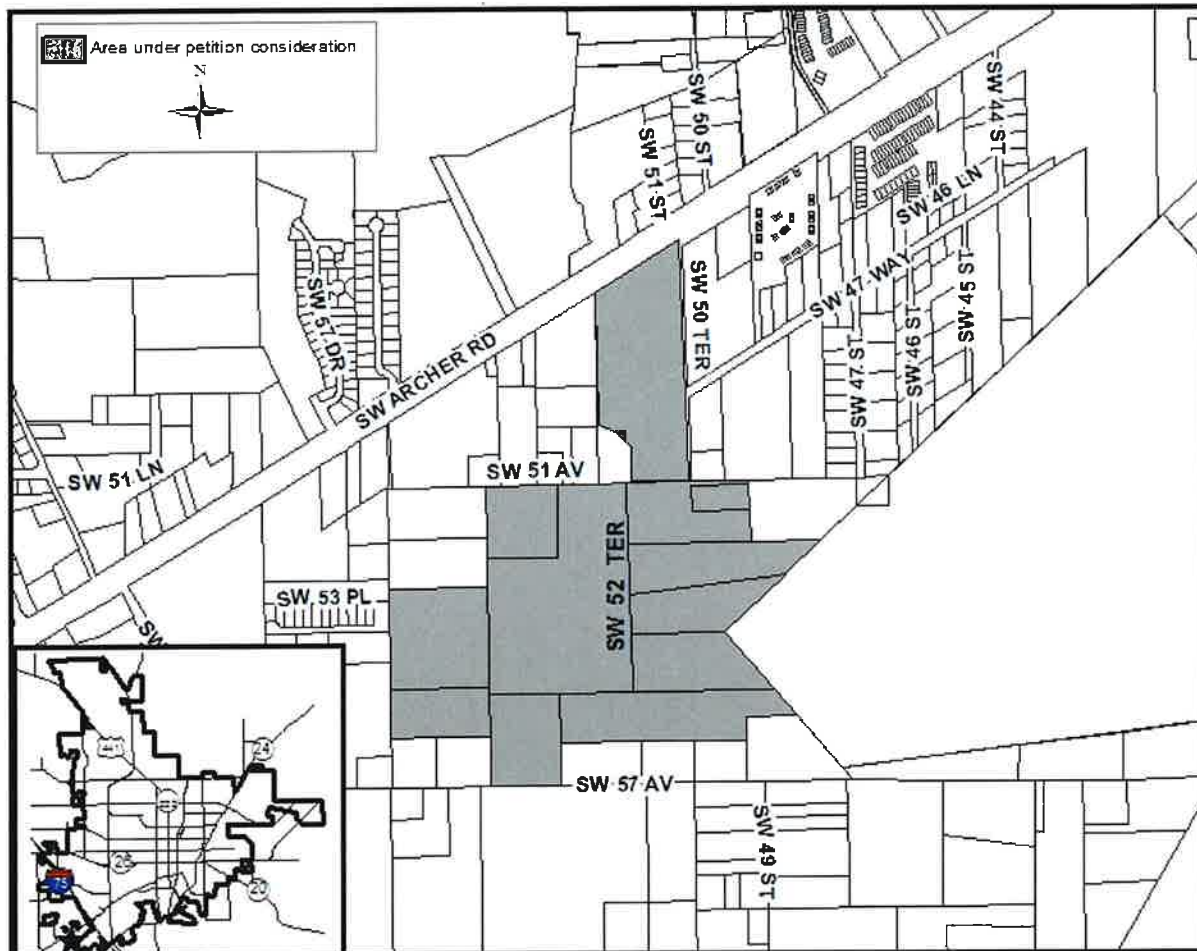 Area under petition consideration
N
SW 50 ST
SW 51 ST
SW 44 ST
SW 46 LN
SW 47 WAY
SW 50 TER
SW 45 ST
SW 46 ST
SW 47 ST
SW 57 DR
SW ARCHER RD
SW 51 LN
SW 51 AV
SW 52 TER
SW 53 PL
SW
SW 57 AV
SW 49 ST
441
24
26
75
20